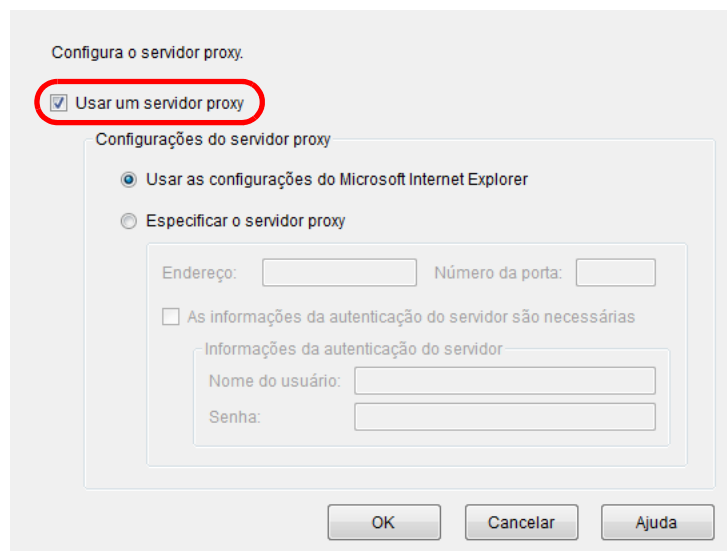 Configura o servidor proxy.
Usar um servidor proxy
Configurações do servidor proxy
Usar as configurações do Microsoft Internet Explorer
Especificar o servidor proxy
Endereço: Número da porta:
As informações da autenticação do servidor são necessárias
Informações da autenticação do servidor
Nome do usuário:
Senha:
OK Cancelar Ajuda